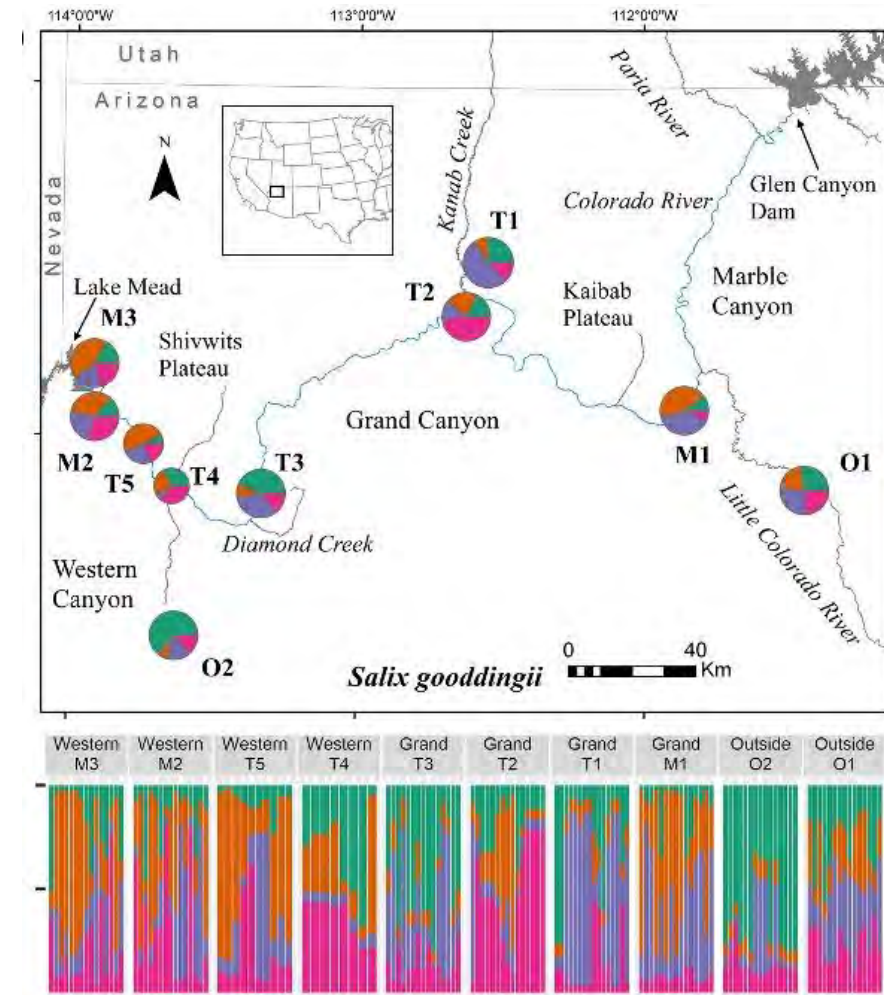 114°0'0"W
113°0'0"W
112°0'0"W
Utah
Arizona
Nevada
N
Paria River
Kanab Creek
Colorado River
Glen Canyon
Dam
T1
Marble
Canyon
Lake Mead
T2
Kaibab
Plateau
M3
Shivwits
Plateau
Grand Canyon
M2
T5
T4
T3
M1
O1
Diamond Creek
Little Colorado River
Western
Canyon
O2
Salix gooddingii
0 40
Km
Western Western Western Western Grand Grand Grand Grand Outside Outside
M3 M2 T5 T4 T3 T2 T1 M1 O2 O1